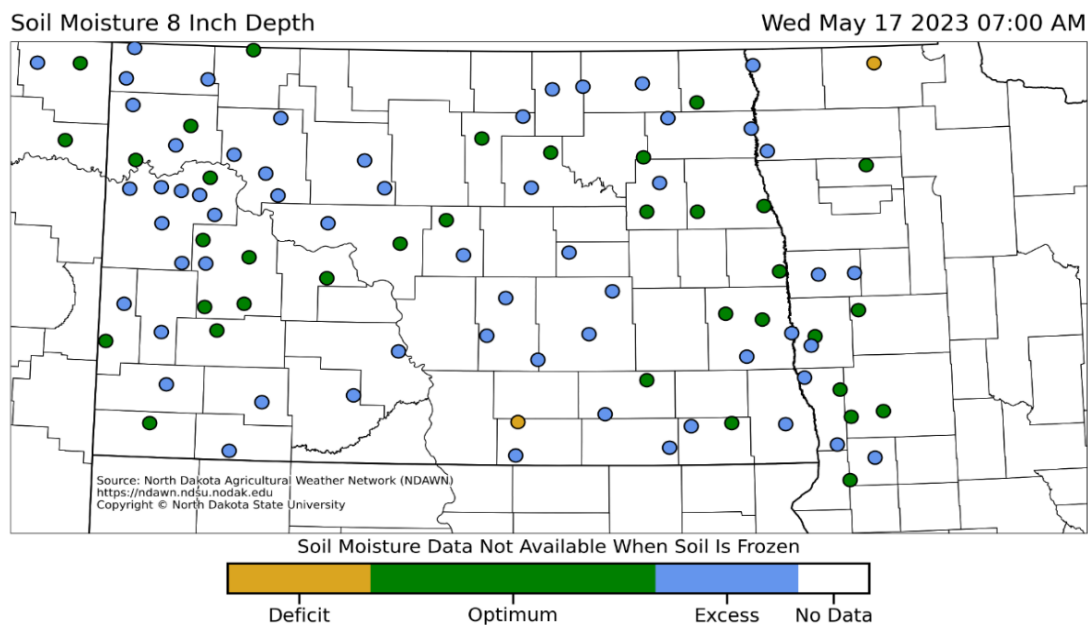 Soil Moisture 8 Inch Depth
Wed May 17 2023 07:00 AM
Source: North Dakota Agricultural Weather Network (NDAWN)
https://ndawn.ndsu.nodak.edu
Copyright © North Dakota State University
Soil Moisture Data Not Available When Soil Is Frozen
Deficit
Optimum
Excess
No Data